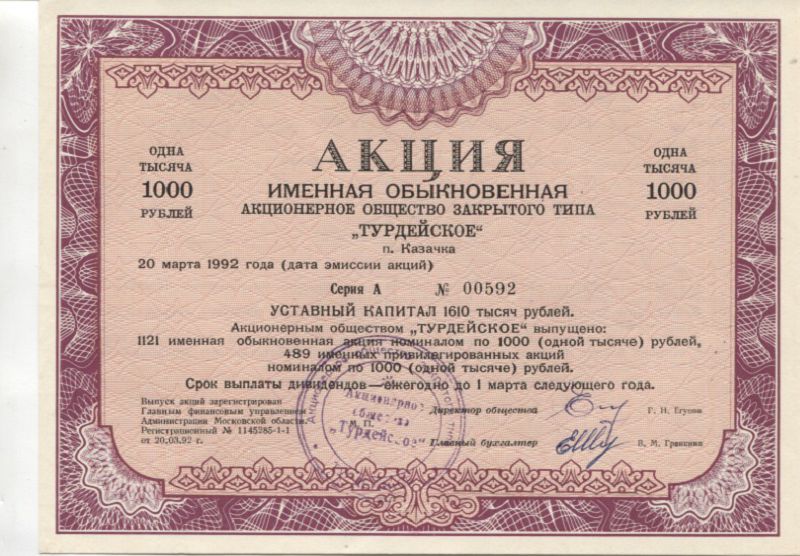 АКЦИЯ
ИМЕННАЯ ОБЫКНОВЕННАЯ
АКЦИОНЕРНОЕ ОБЩЕСТВО ЗАКРЫТОГО ТИПА
„ТУРДЕЙСКОЕ“
п. Казачка
ОДНА
ТЫСЯЧА
1000
РУБЛЕЙ
ОДНА
ТЫСЯЧА
1000
РУБЛЕЙ
20 марта 1992 года (дата эмиссии акций)
Серия А № 00592
УСТАВНЫЙ КАПИТАЛ 1610 тысяч рублей.
Акционерным обществом „ТУРДЕЙСКОЕ“ выпущено:
1121 именная обыкновенная акция номиналом по 1000 (одной тысяче) рублей,
489 именных привилегированных акций
номиналом по 1000 (одной тысяче) рублей.
Срок выплаты дивидендов—ежегодно до 1 марта следующего года.
Выпуск акций зарегистрирован
Главным финансовым управлением
Администрации Московской области
Регистрационный № 1145285-1-1
от 20.03.92 г.
М. П.
Директор общества Г. Н. Егупов
Главный бухгалтер В. М.
Акционерное
общество
„Турдейское“